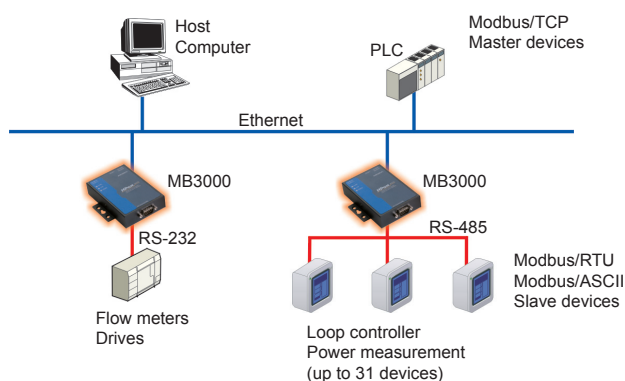 Host
Computer
PLC
Modbus/TCP
Master devices
Ethernet
MB3000
MB3000
RS-232
RS-485
Flow meters
Drives
Loop controller
Power measurement
(up to 31 devices)
Modbus/RTU
Modbus/ASCII
Slave devices